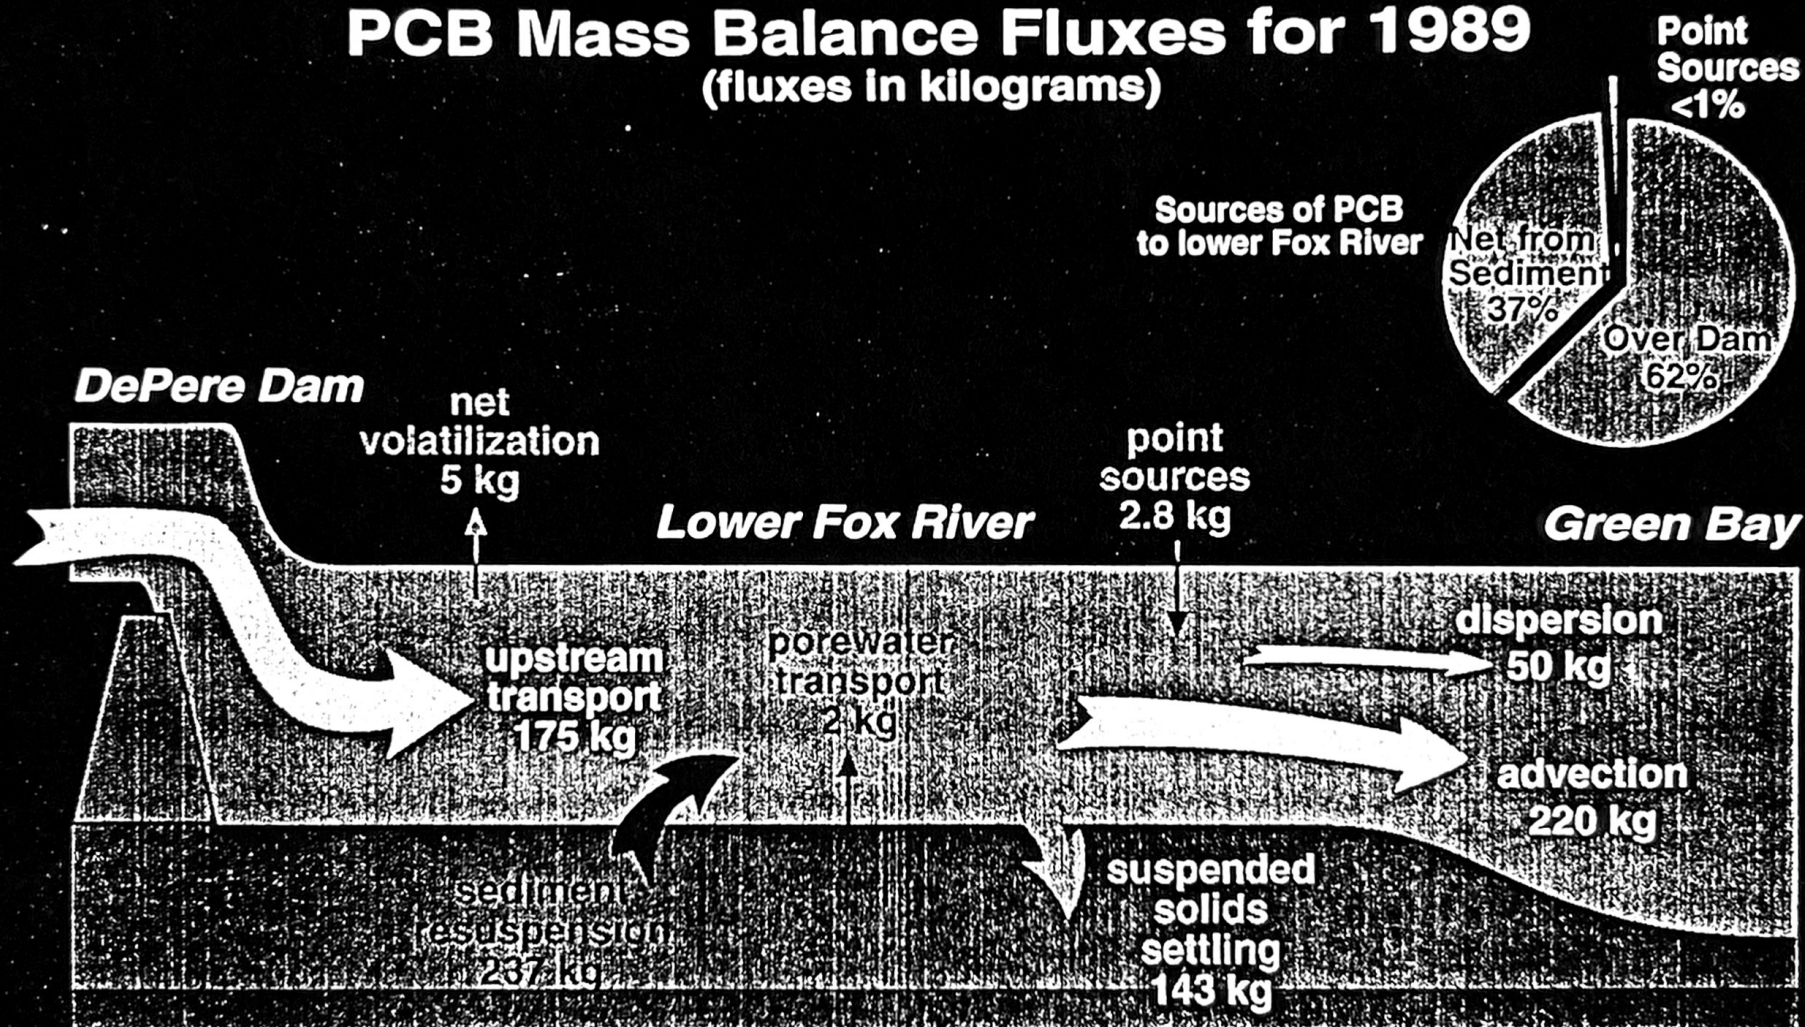 PCB Mass Balance Fluxes for 1989
(fluxes in kilograms)
Point
Sources
<1%
Sources of PCB
to lower Fox River
Net from
Sediment
37%
Over Dam
62%
DePere Dam
net
volatilization
5 kg
Lower Fox River
point
sources
2.8 kg
Green Bay
upstream
transport
175 kg
porewater
transport
2 kg
dispersion
50 kg
advection
220 kg
sediment
resuspension
237 kg
suspended
solids
settling
143 kg